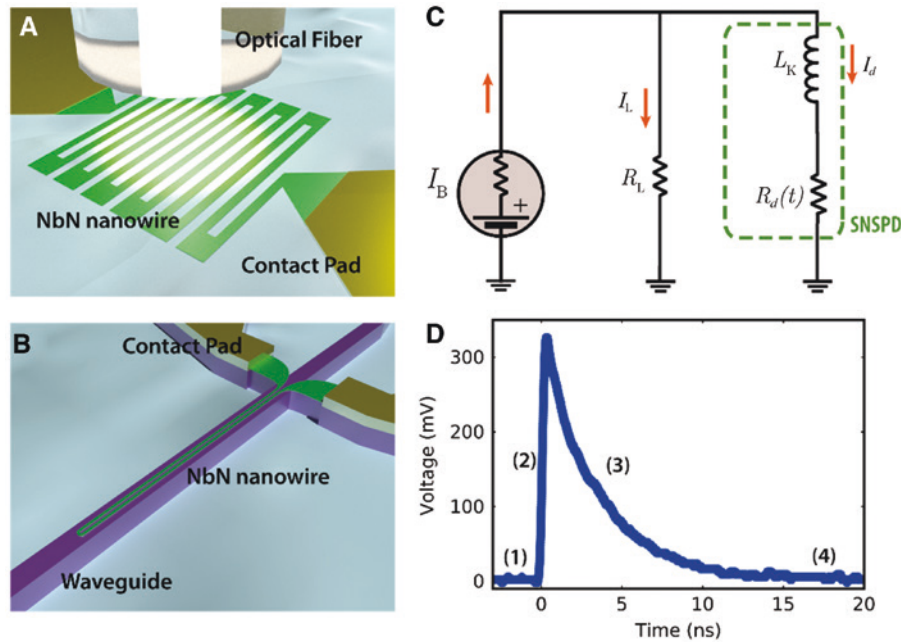 A
Optical Fiber
NbN nanowire
Contact Pad
B
Contact Pad
NbN nanowire
Waveguide
C
L_K
I_d
I_L
I_B
+
R_L
R_d(t)
SNSPD
D
300
200
100
0
Voltage (mV)
(1)
(2)
(3)
(4)
0 5 10 15 20
Time (ns)